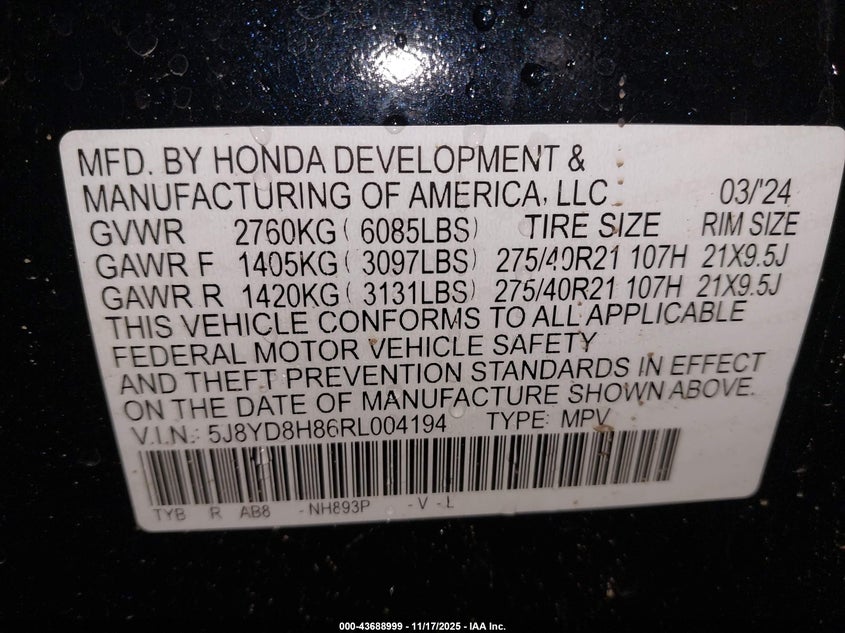 MFD. BY HONDA DEVELOPMENT &
MANUFACTURING OF AMERICA, LLC 03/'24
GVWR 2760KG ( 6085LBS) TIRE SIZE RIM SIZE
GAWR F 1405KG ( 3097LBS) 275/40R21 107H 21X9.5J
GAWR R 1420KG ( 3131LBS) 275/40R21 107H 21X9.5J
THIS VEHICLE CONFORMS TO ALL APPLICABLE
FEDERAL MOTOR VEHICLE SAFETY
AND THEFT PREVENTION STANDARDS IN EFFECT
ON THE DATE OF MANUFACTURE SHOWN ABOVE.
V.I.N.: 5J8YD8H86RL004194 TYPE: MPV
TYB R AB8 -NH893P -V-L
000-43688999 — 11/17/2025 - IAA Inc.